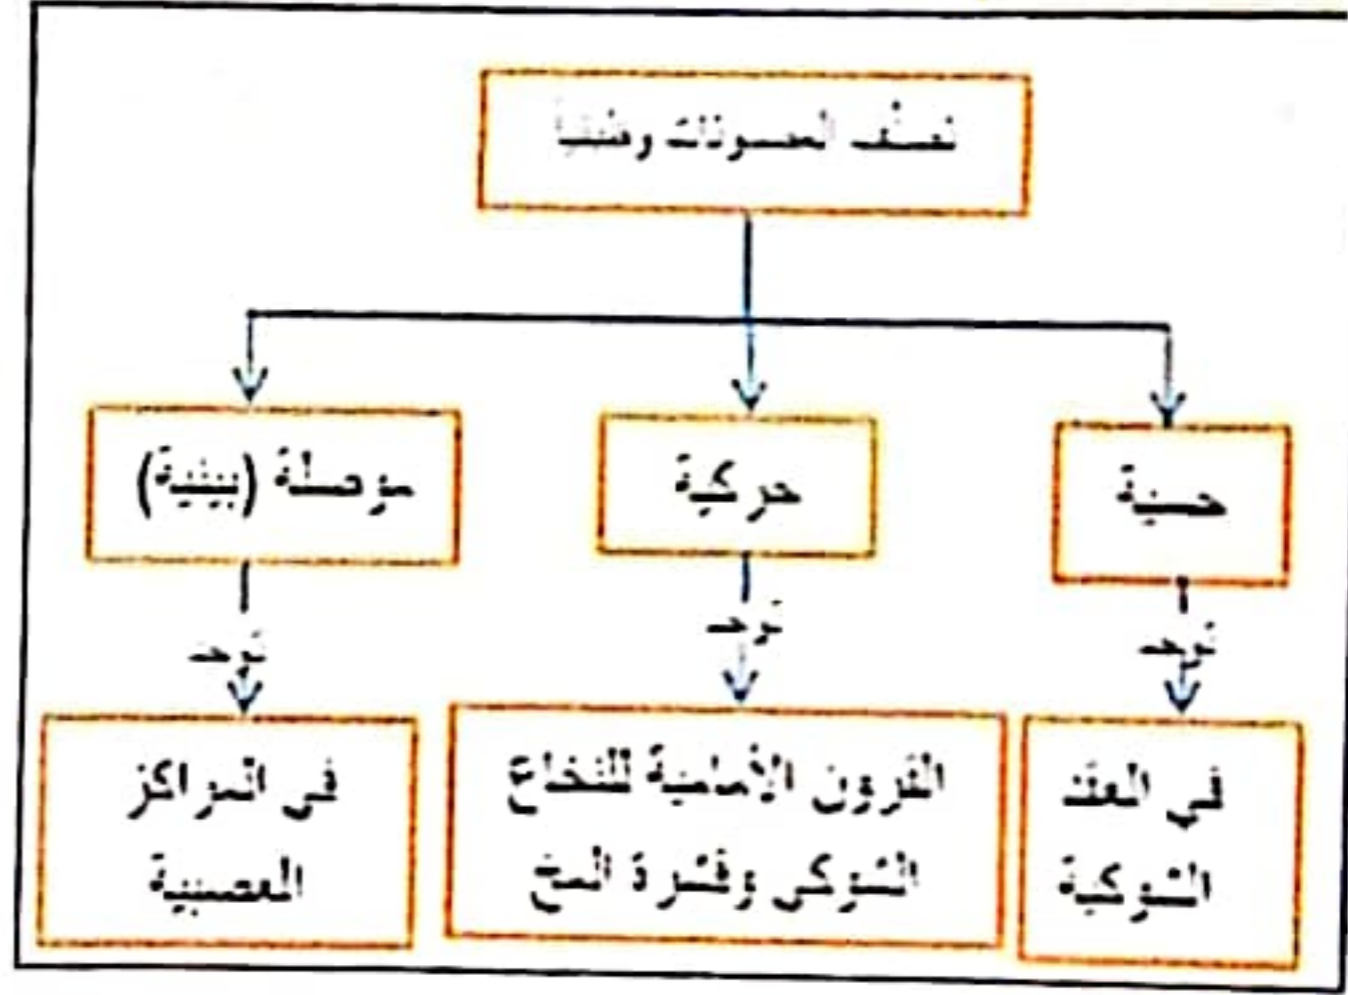 تصنف العصبونات وظيفياً
حسية
حركية
موصلة (بينية)
توجد
توجد
توجد
في العقد
الشوكية
القرون الأمامية للنخاع
الشوكي وقشرة المخ
في المراكز
العصبية